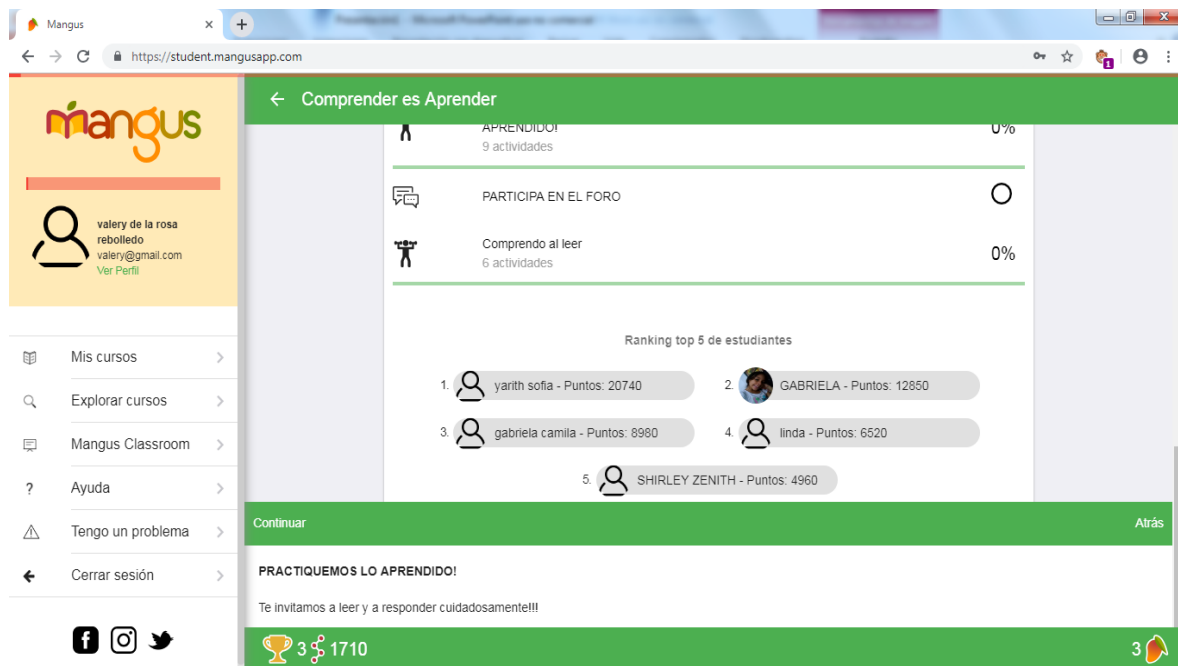 Mangus
https://student.mangusapp.com
1
mangus
valery de la rosa
rebolledo
valery@gmail.com
Ver Perfil
Mis cursos
Explorar cursos
Mangus Classroom
Ayuda
Tengo un problema
Cerrar sesión
Comprender es Aprender
APRENDIDO!
0%
9 actividades
PARTICIPA EN EL FORO
Comprendo al leer
0%
6 actividades
Ranking top 5 de estudiantes
1. yarith sofia - Puntos: 20740
2. GABRIELA - Puntos: 12850
3. gabriela camila - Puntos: 8980
4. linda - Puntos: 6520
5. SHIRLEY ZENITH - Puntos: 4960
Continuar
Atrás
PRACTIQUEMOS LO APRENDIDO!
Te invitamos a leer y a responder cuidadosamente!!!
3 1710
3